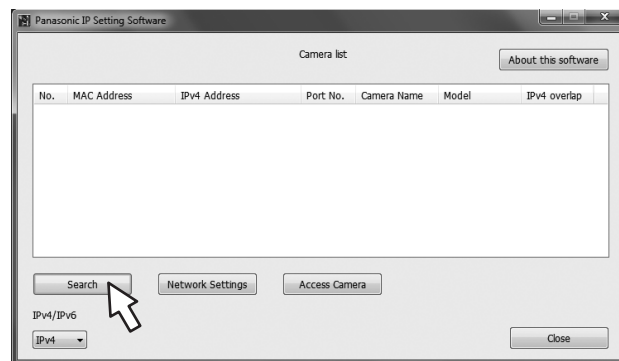 Panasonic IP Setting Software
Camera list
About this software
No. MAC Address IPv4 Address Port No. Camera Name Model IPv4 overlap
Search Network Settings Access Camera
IPv4/IPv6
IPv4 Close